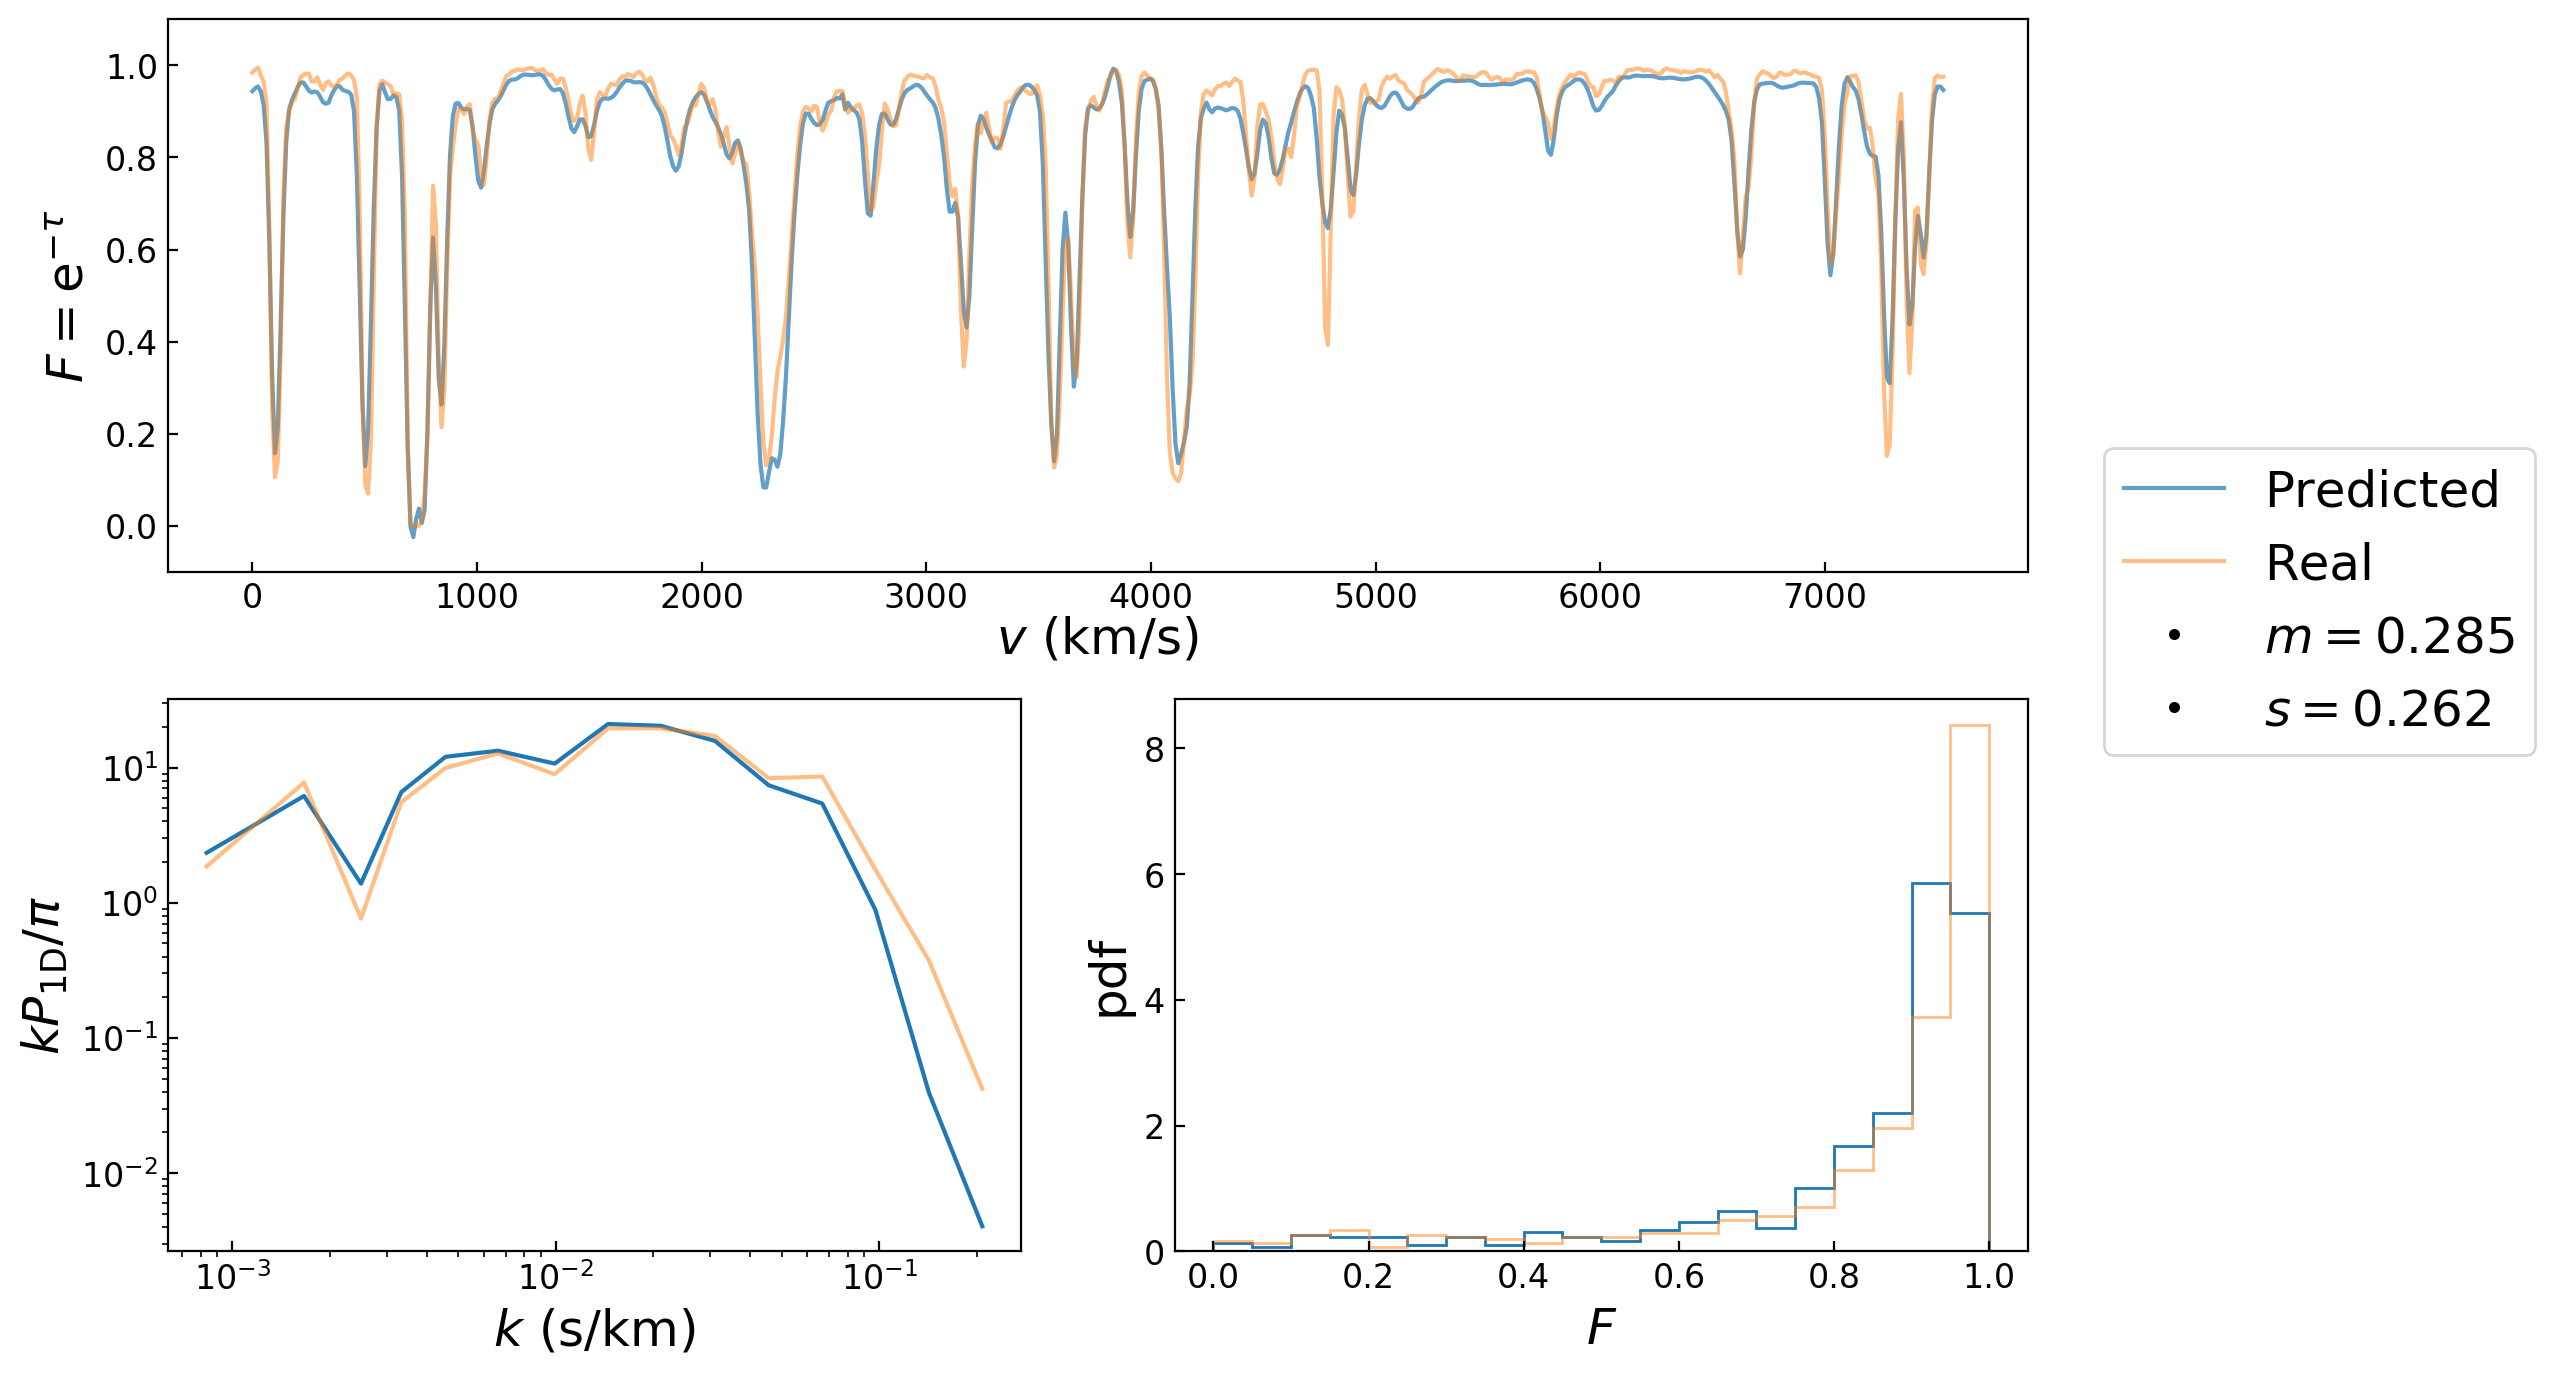 1.0
0.8
0.6
0.4
0.2
0.0
F = e^{−τ}
0 1000 2000 3000 4000 5000 6000 7000
v (km/s)
Predicted
Real
m = 0.285
s = 0.262
10^1
10^0
10^{−1}
10^{−2}
kP_{1D}/π
10^{−3} 10^{−2} 10^{−1}
k (s/km)
8
6
4
2
0
pdf
0.0 0.2 0.4 0.6 0.8 1.0
F